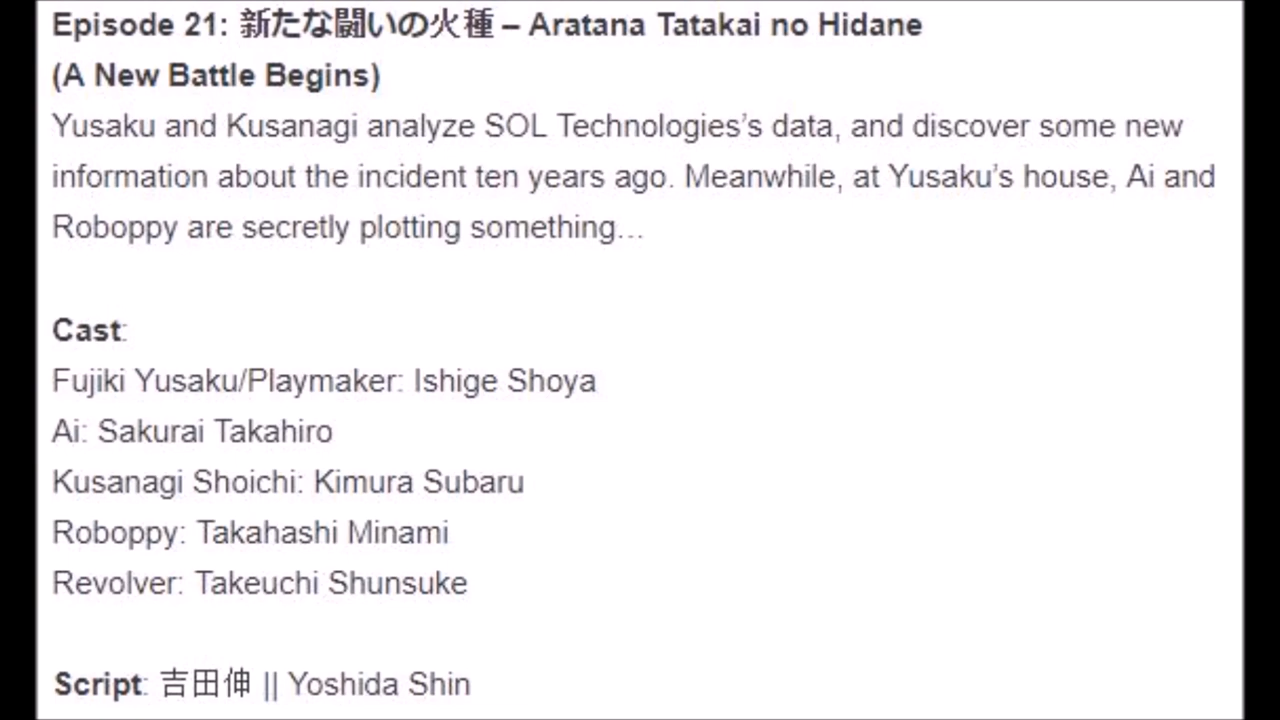 Episode 21: 新たな闘いの火種 – Aratana Tatakai no Hidane
(A New Battle Begins)
Yusaku and Kusanagi analyze SOL Technologies’s data, and discover some new
information about the incident ten years ago. Meanwhile, at Yusaku’s house, Ai and
Roboppy are secretly plotting something…
Cast:
Fujiki Yusaku/Playmaker: Ishige Shoya
Ai: Sakurai Takahiro
Kusanagi Shoichi: Kimura Subaru
Roboppy: Takahashi Minami
Revolver: Takeuchi Shunsuke
Script: 吉田伸 || Yoshida Shin